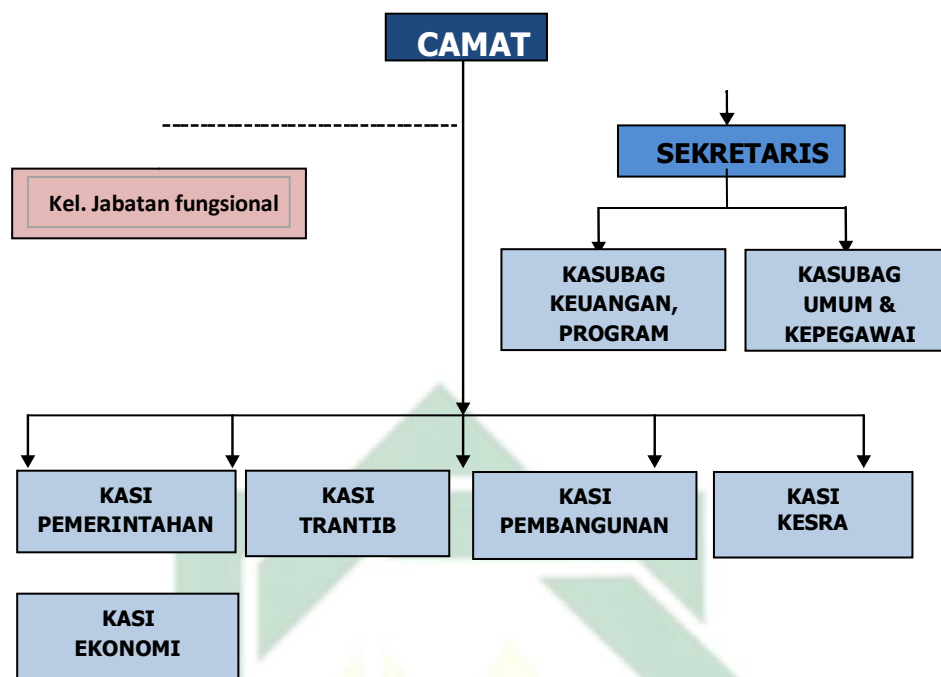 CAMAT
SEKRETARIS
Kel. Jabatan fungsional
KASUBAG
KEUANGAN,
PROGRAM
KASUBAG
UMUM &
KEPEGAWAI
KASI
PEMERINTAHAN
KASI
TRANTIB
KASI
PEMBANGUNAN
KASI
KESRA
KASI
EKONOMI